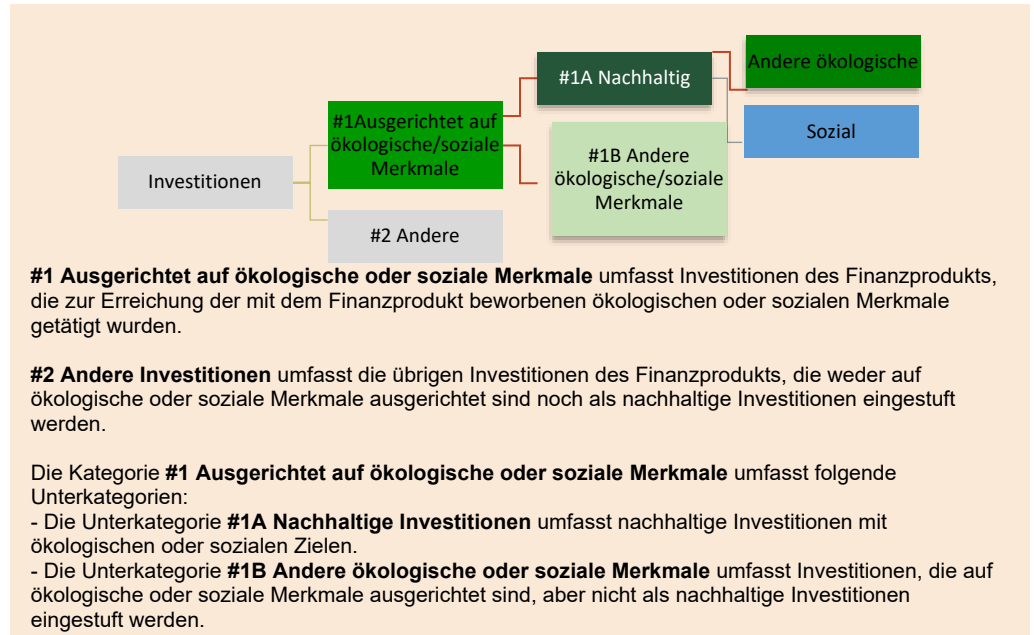 Andere ökologische
#1A Nachhaltig
#1Ausgerichtet auf
ökologische/soziale
Merkmale
Sozial
#1B Andere
ökologische/soziale
Merkmale
Investitionen
#2 Andere
#1 Ausgerichtet auf ökologische oder soziale Merkmale umfasst Investitionen des Finanzprodukts,
die zur Erreichung der mit dem Finanzprodukt beworbenen ökologischen oder sozialen Merkmale
getätigt wurden.
#2 Andere Investitionen umfasst die übrigen Investitionen des Finanzprodukts, die weder auf
ökologische oder soziale Merkmale ausgerichtet sind noch als nachhaltige Investitionen eingestuft
werden.
Die Kategorie #1 Ausgerichtet auf ökologische oder soziale Merkmale umfasst folgende
Unterkategorien:
- Die Unterkategorie #1A Nachhaltige Investitionen umfasst nachhaltige Investitionen mit
ökologischen oder sozialen Zielen.
- Die Unterkategorie #1B Andere ökologische oder soziale Merkmale umfasst Investitionen, die auf
ökologische oder soziale Merkmale ausgerichtet sind, aber nicht als nachhaltige Investitionen
eingestuft werden.